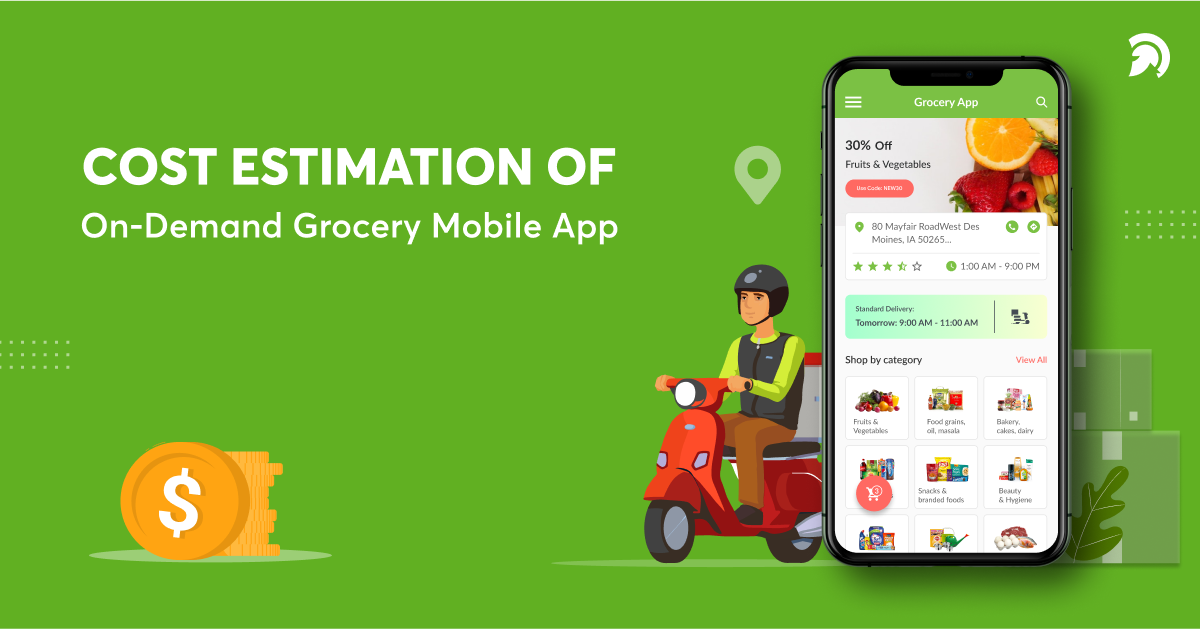 COST ESTIMATION OF
On-Demand Grocery Mobile App
$
Grocery App
30% Off
Fruits & Vegetables
Use Code: NEW30
80 Mayfair RoadWest Des
Moines, IA 50265...
1:00 AM - 9:00 PM
Standard Delivery:
Tomorrow: 9:00 AM - 11:00 AM
Shop by category
View All
Fruits &
Vegetables
Food grains,
oil, masala
Bakery,
cakes, dairy
3
Snacks &
branded foods
Beauty
& Hygiene